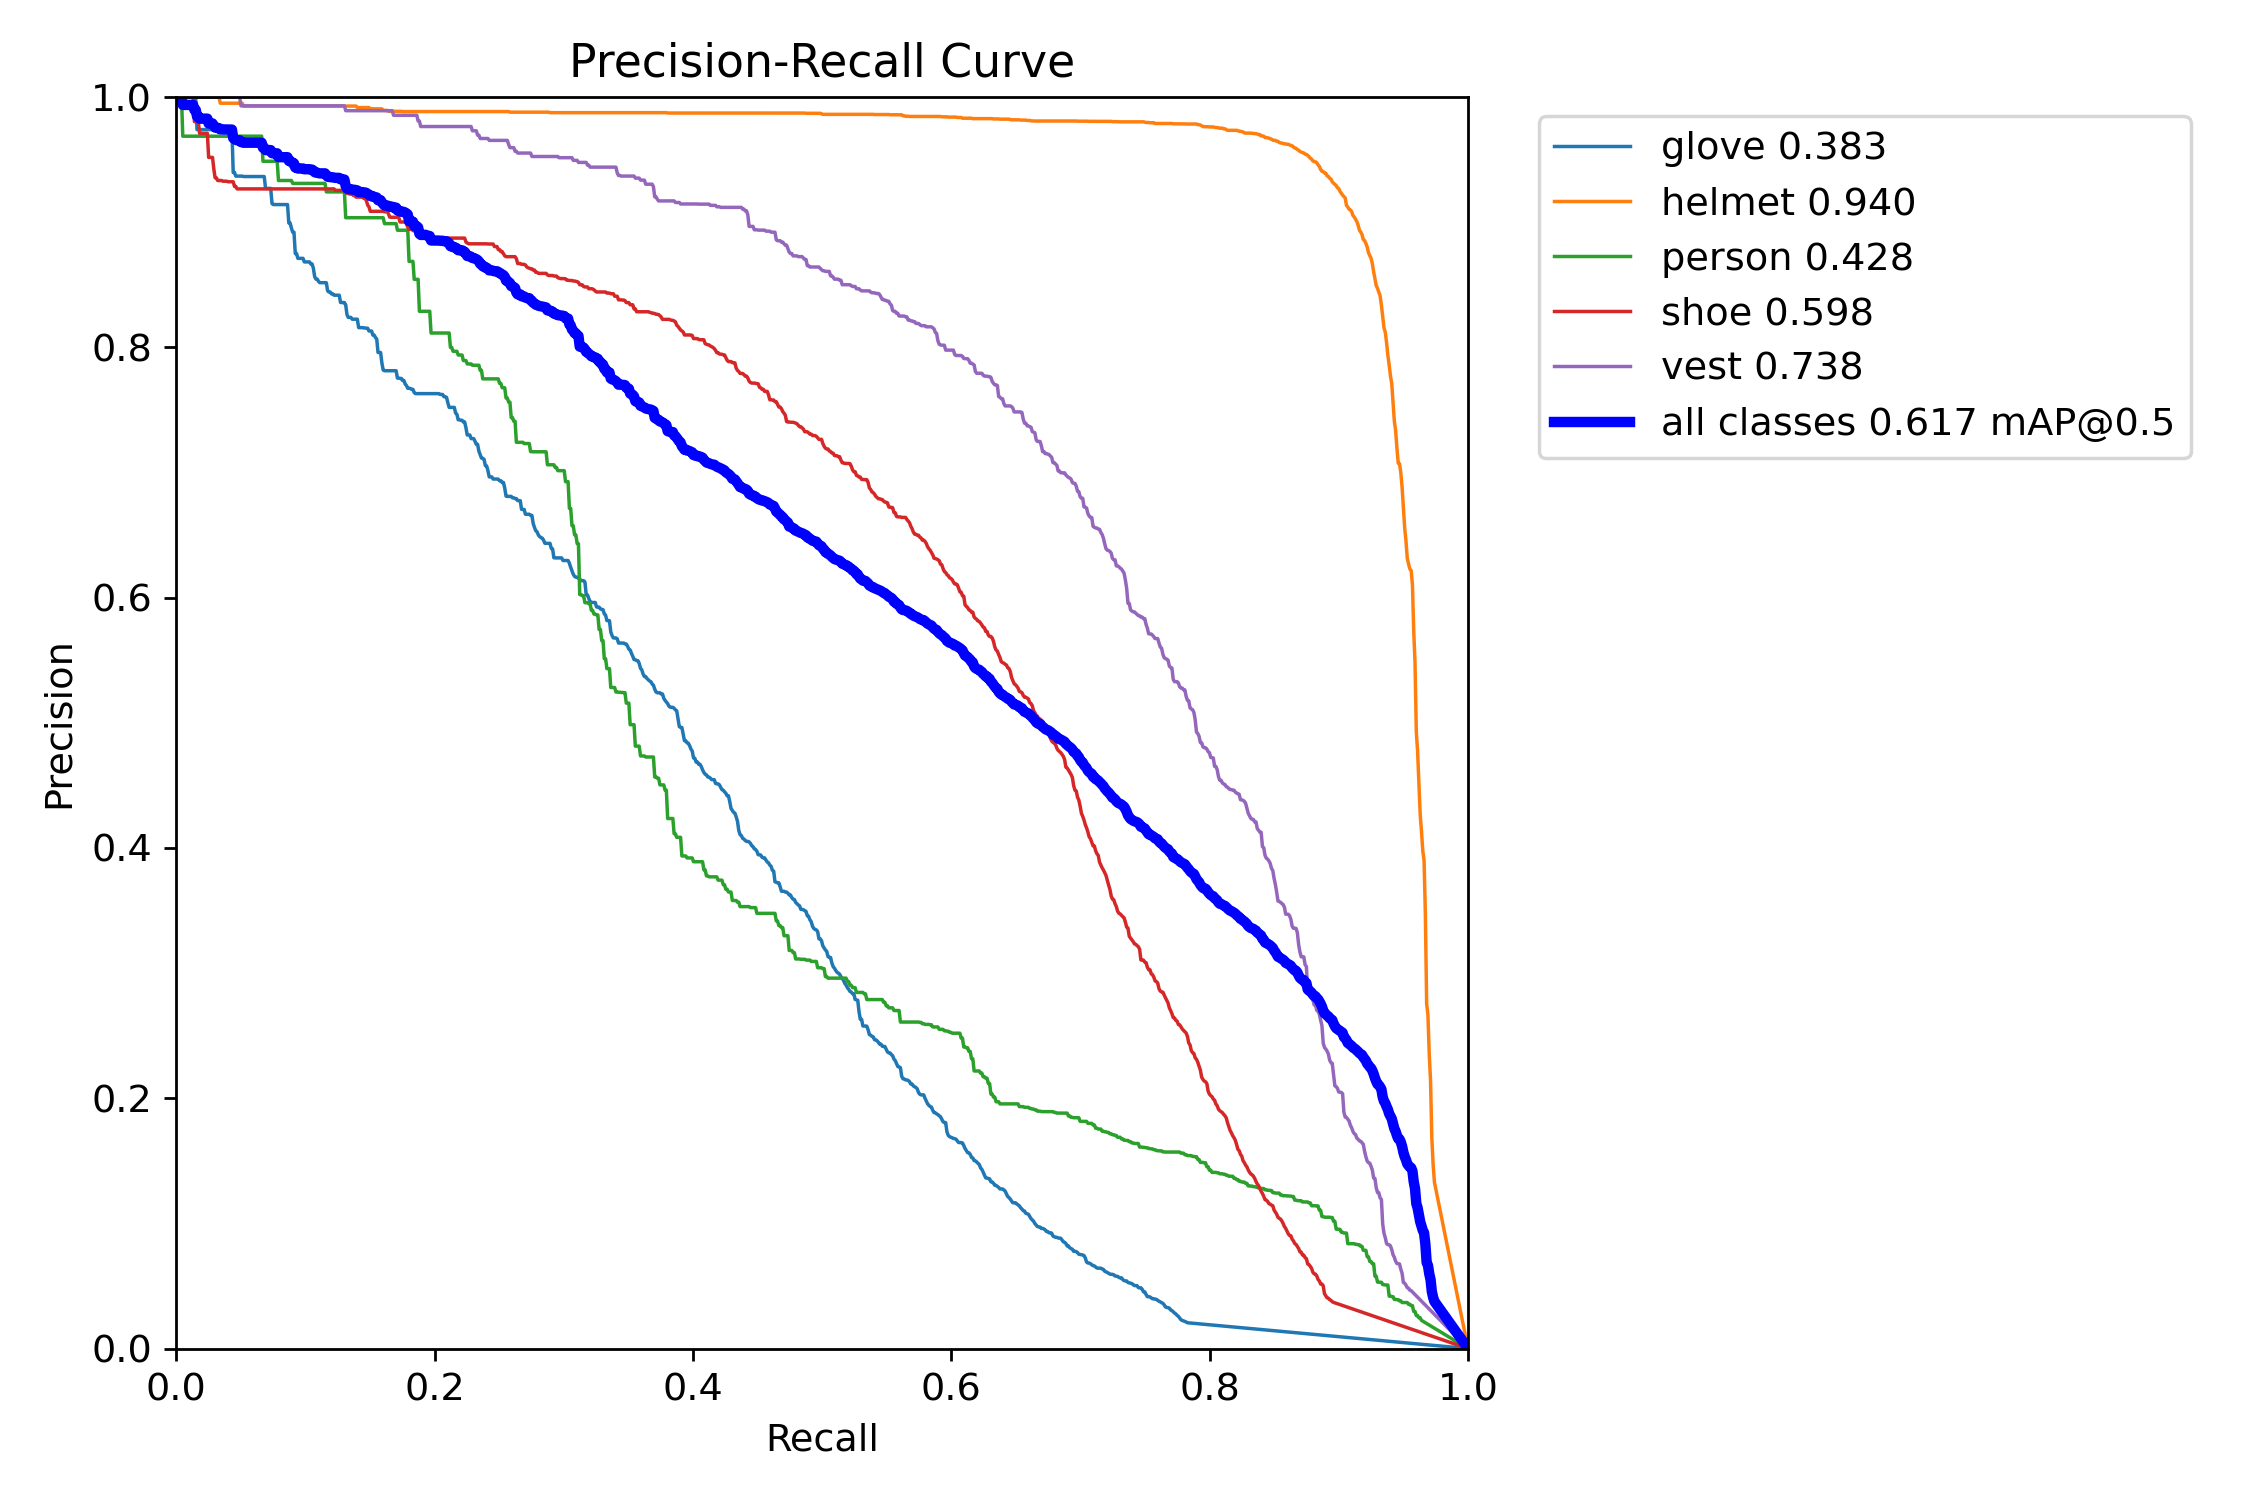 Precision-Recall Curve
1.0
0.8
0.6
0.4
0.2
0.0
Precision
0.0 0.2 0.4 0.6 0.8 1.0
Recall
glove 0.383
helmet 0.940
person 0.428
shoe 0.598
vest 0.738
all classes 0.617 mAP@0.5